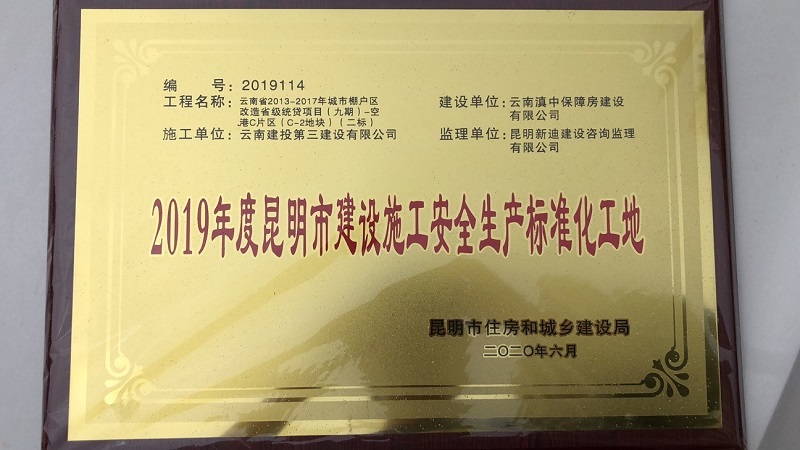 编 号:2019114
工程名称:云南省2013-2017年城市棚户区
改造省级统贷项目(九期)-空
港C片区(C-2地块)(二标)
施工单位:云南建投第三建设有限公司
建设单位:云南滇中保障房建设
有限公司
监理单位:昆明新迪建设咨询监理
有限公司
2019年度昆明市建设施工安全生产标准化工地
昆明市住房和城乡建设局
二〇二〇年六月